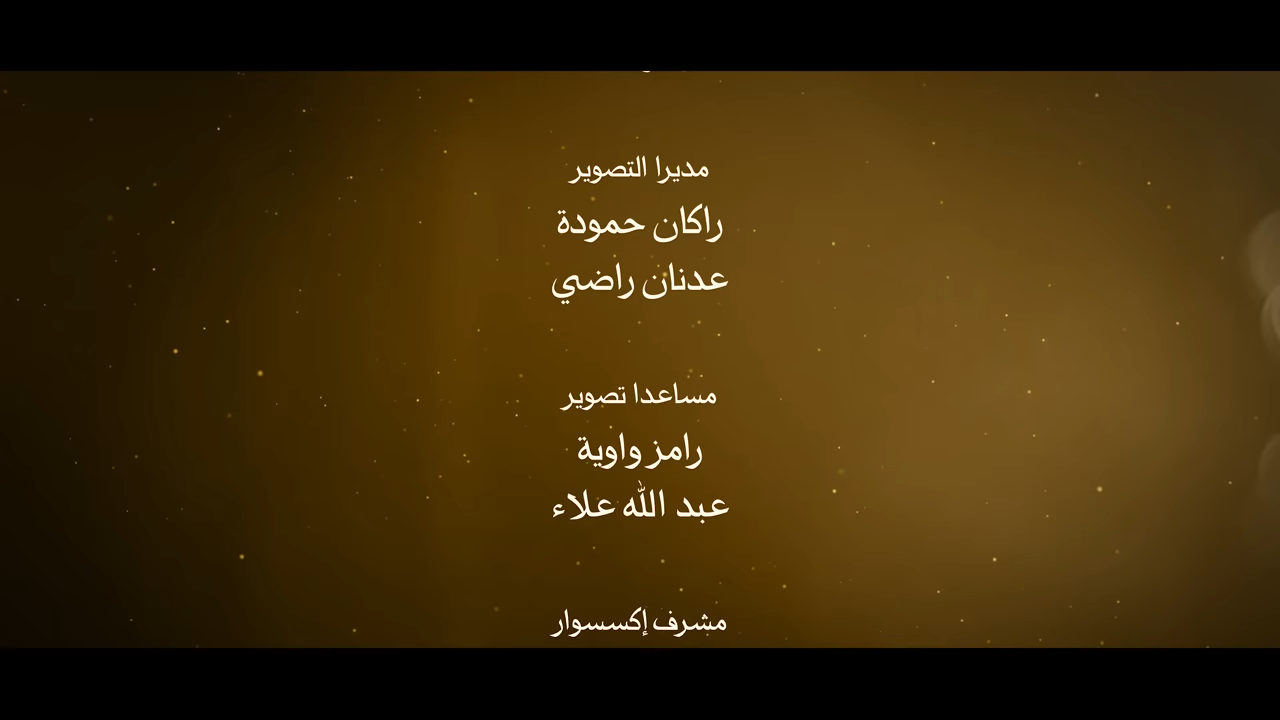 مديرا التصوير
راكان حمودة
عدنان راضي
مساعدا تصوير
رامز واوية
عبد الله علاء
مشرف إكسسوار